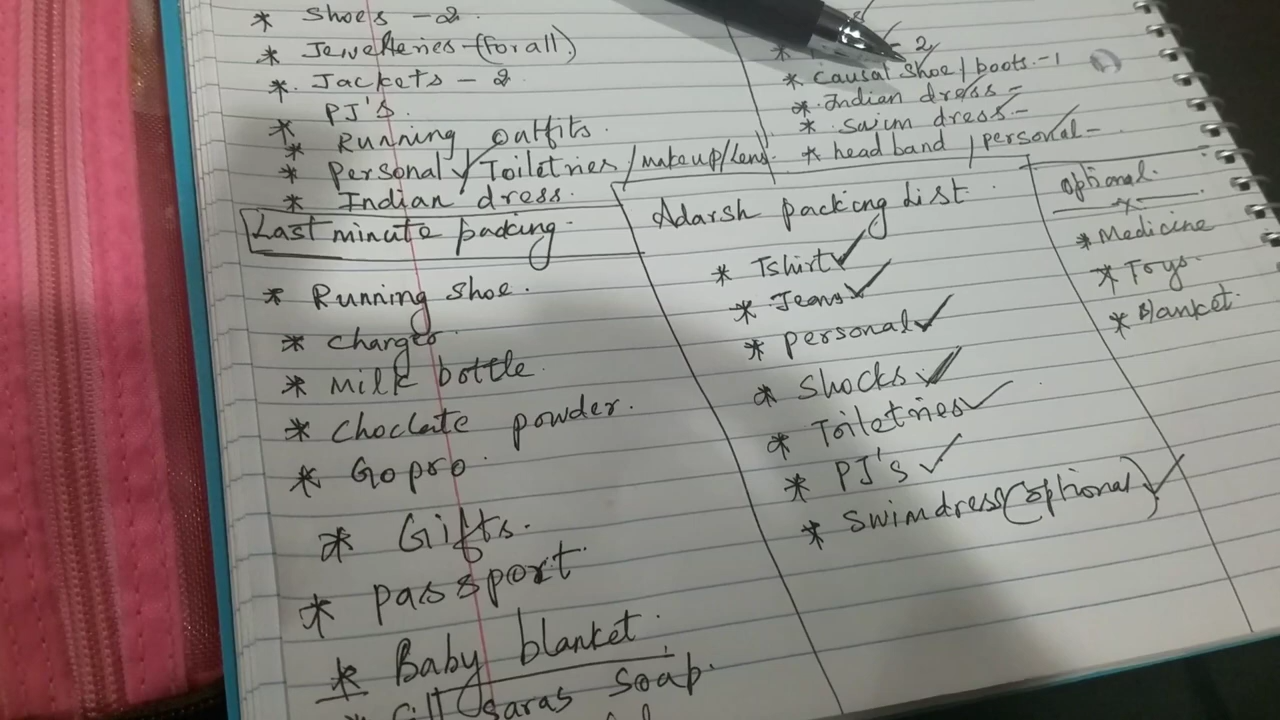 * Shoes - 2.
* Jewelleries - (for all)
* Jackets - 2
* PJ's.
* Running outfits.
* Personal / Toiletries / makeup / Lens.
* Indian dress.
- 2
* Causal Shoe / boots. - 1
* Indian dress -
* Swim dress -
* head band / personal -
Last minute packing.
* Running Shoe.
* Charger
* Milk bottle.
* Choclate powder.
* Gopro.
* Gifts.
* Passport
* Baby blanket.
saras soap.
Adarsh packing List
* Tshirt ✓
* Jeans ✓
* personal ✓
* Shocks ✓
* Toiletries ✓
* PJ's ✓
* Swimdress (optional) ✓
optional.
* Medicine
* Toys.
* Blanket.